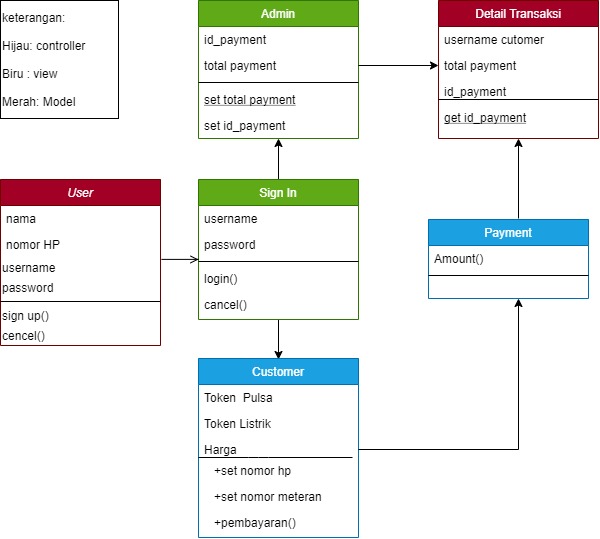 keterangan:
Hijau: controller
Biru : view
Merah: Model
Admin
id_payment
total payment
set total payment
set id_payment
Detail Transaksi
username cutomer
total payment
id_payment
get id_payment
User
nama
nomor HP
username
password
sign up()
cencel()
Sign In
username
password
login()
cancel()
Payment
Amount()
Customer
Token Pulsa
Token Listrik
Harga
+set nomor hp
+set nomor meteran
+pembayaran()